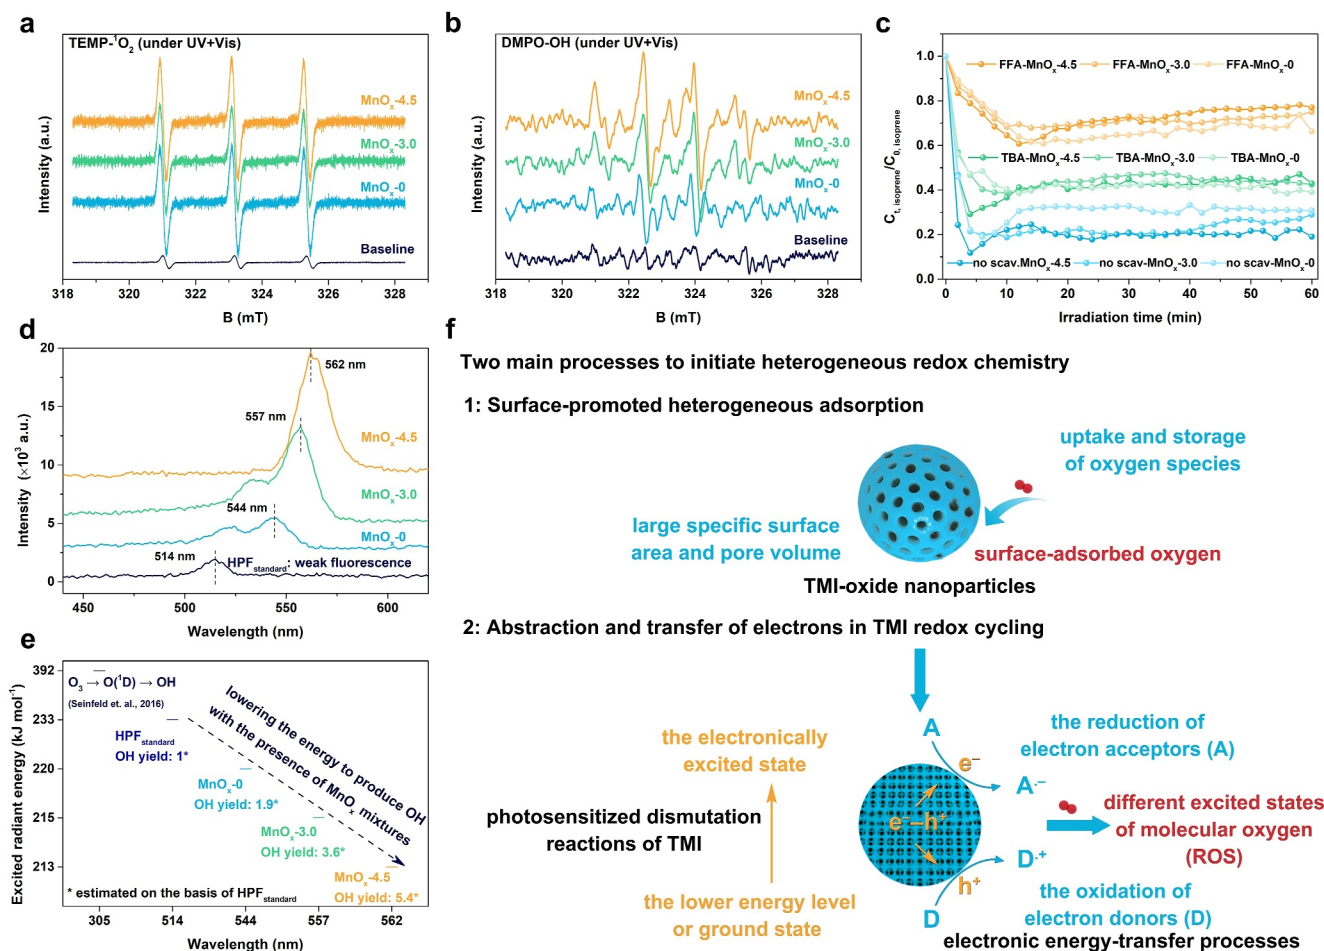 a
TEMP-¹O₂ (under UV+Vis)
MnOₓ-4.5
MnOₓ-3.0
MnOₓ-0
Baseline
Intensity (a.u.)
318 320 322 324 326 328
B (mT)
b
DMPO-OH (under UV+Vis)
MnOₓ-4.5
MnOₓ-3.0
MnOₓ-0
Baseline
Intensity (a.u.)
318 320 322 324 326 328
B (mT)
c
FFA-MnOₓ-4.5 FFA-MnOₓ-3.0 FFA-MnOₓ-0
TBA-MnOₓ-4.5 TBA-MnOₓ-3.0 TBA-MnOₓ-0
no scav.MnOₓ-4.5 no scav-MnOₓ-3.0 no scav-MnOₓ-0
C t, isoprene/C 0, isoprene
1.0
0.8
0.6
0.4
0.2
0.0
0 10 20 30 40 50 60
Irradiation time (min)
d
20
15
10
5
0
Intensity (×10³ a.u.)
562 nm
557 nm
MnOₓ-4.5
MnOₓ-3.0
544 nm
MnOₓ-0
514 nm
HPF standard: weak fluorescence
450 500 550 600
Wavelength (nm)
e
392
233
220
215
213
Excited radiant energy (kJ mol⁻¹)
O₃ → O(¹D) → OH
(Seinfeld et. al., 2016)
HPF standard
OH yield: 1*
MnOₓ-0
OH yield: 1.9*
MnOₓ-3.0
OH yield: 3.6*
MnOₓ-4.5
OH yield: 5.4*
lowering the energy to produce OH
with the presence of MnOₓ mixtures
* estimated on the basis of HPF standard
305 514 544 557 562
Wavelength (nm)
f
Two main processes to initiate heterogeneous redox chemistry
1: Surface-promoted heterogeneous adsorption
uptake and storage
of oxygen species
large specific surface
area and pore volume
surface-adsorbed oxygen
TMI-oxide nanoparticles
2: Abstraction and transfer of electrons in TMI redox cycling
the electronically
excited state
photosensitized dismutation
reactions of TMI
the lower energy level
or ground state
A
e⁻
A·⁻
e⁻–h⁺
h⁺
D·⁺
D
the reduction of
electron acceptors (A)
different excited states
of molecular oxygen
(ROS)
the oxidation of
electron donors (D)
electronic energy-transfer processes